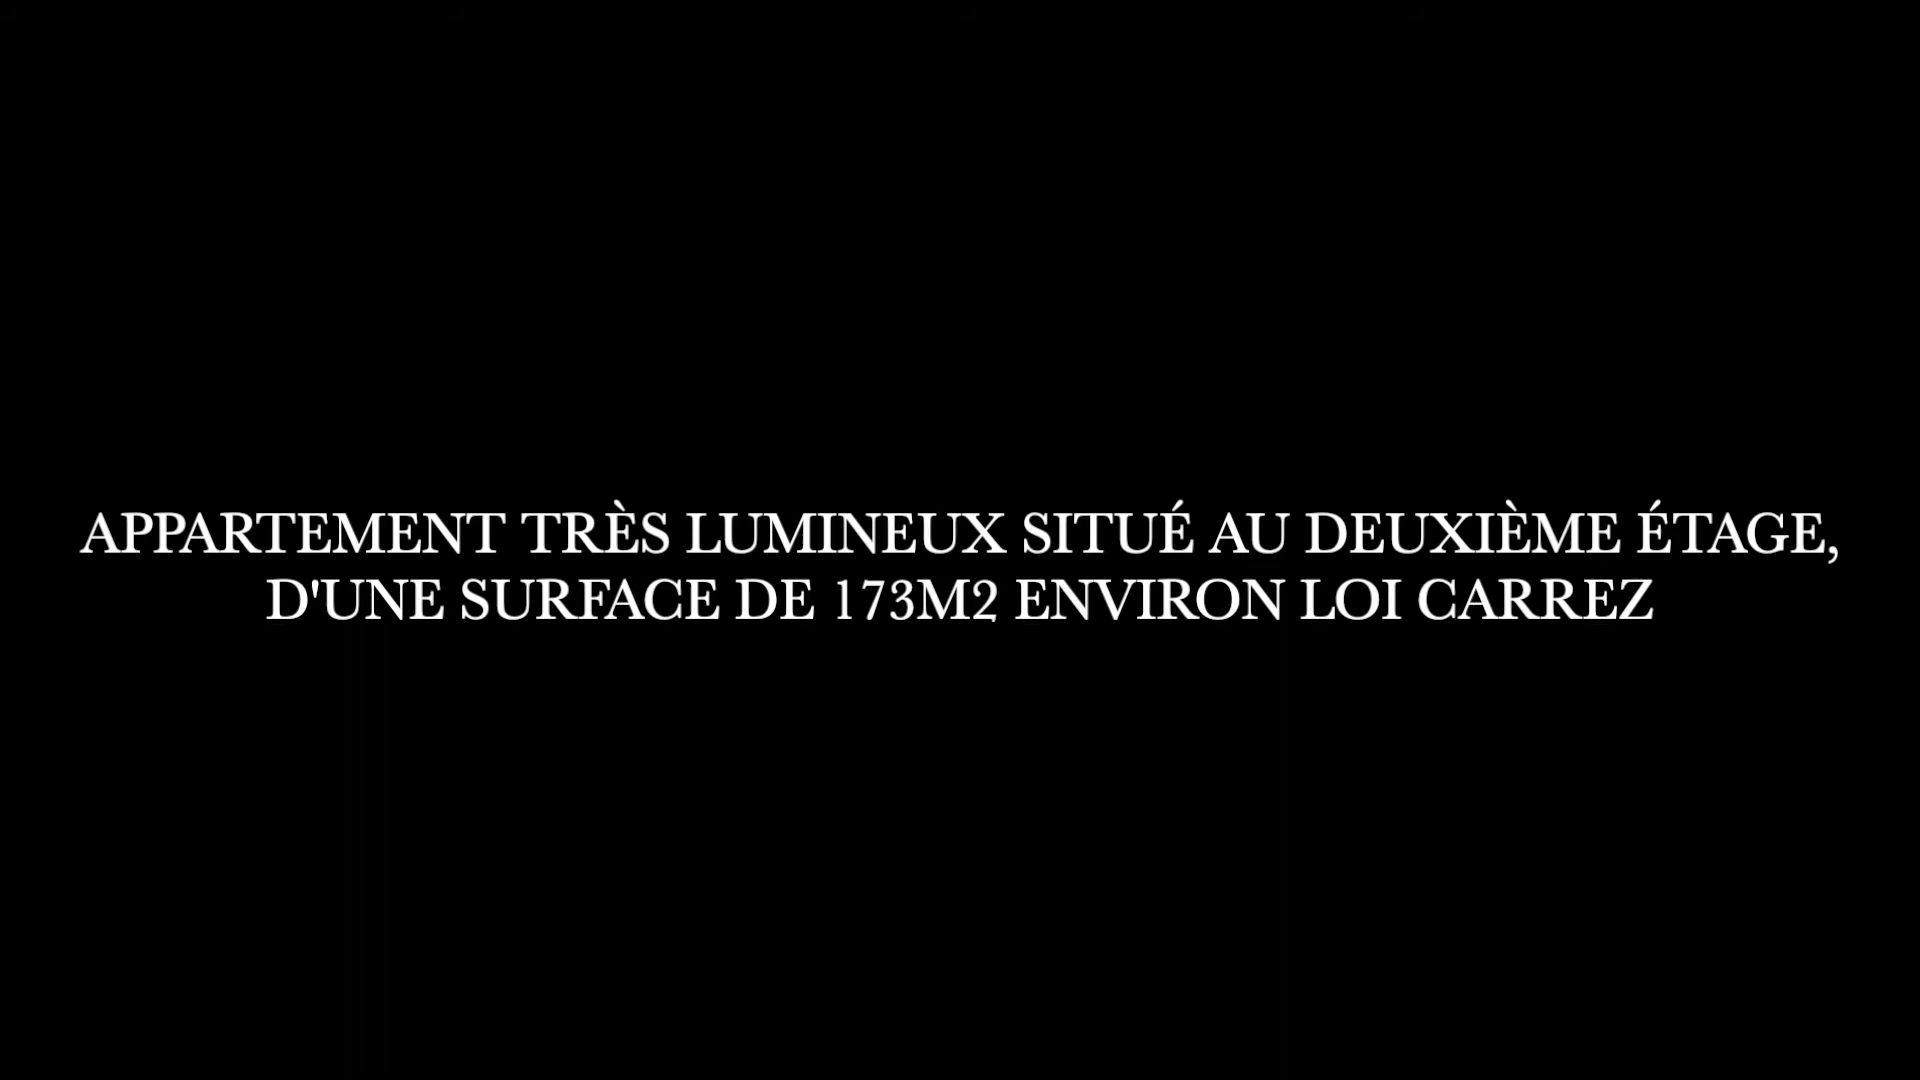 APPARTEMENT TRÈS LUMINEUX SITUÉ AU DEUXIÈME ÉTAGE,
D'UNE SURFACE DE 173M2 ENVIRON LOI CARREZ